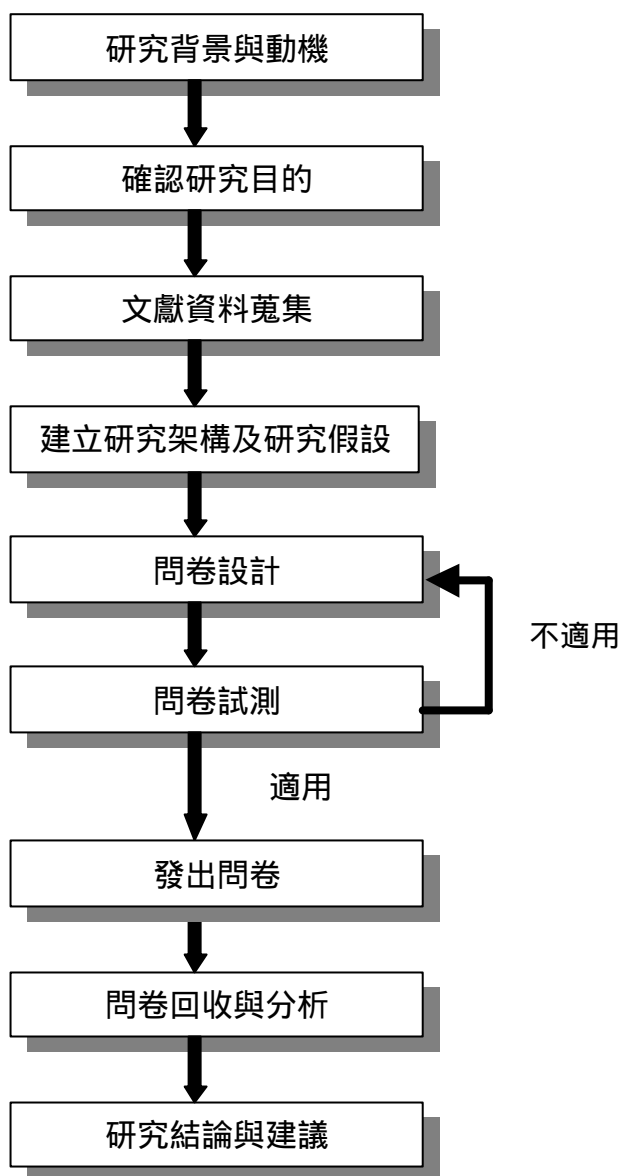 研究背景與動機
確認研究目的
文獻資料蒐集
建立研究架構及研究假設
問卷設計
不適用
問卷試測
適用
發出問卷
問卷回收與分析
研究結論與建議